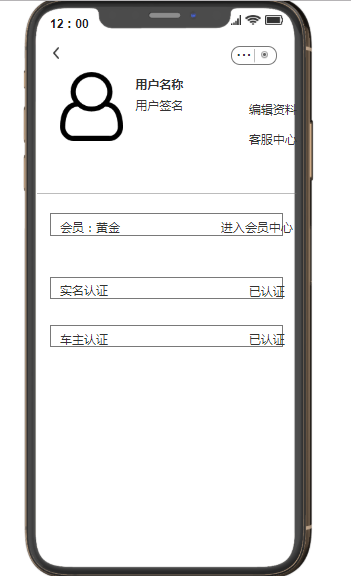 12：00
用户名称
用户签名
编辑资料
客服中心
会员：黄金 进入会员中心
实名认证 已认证
车主认证 已认证